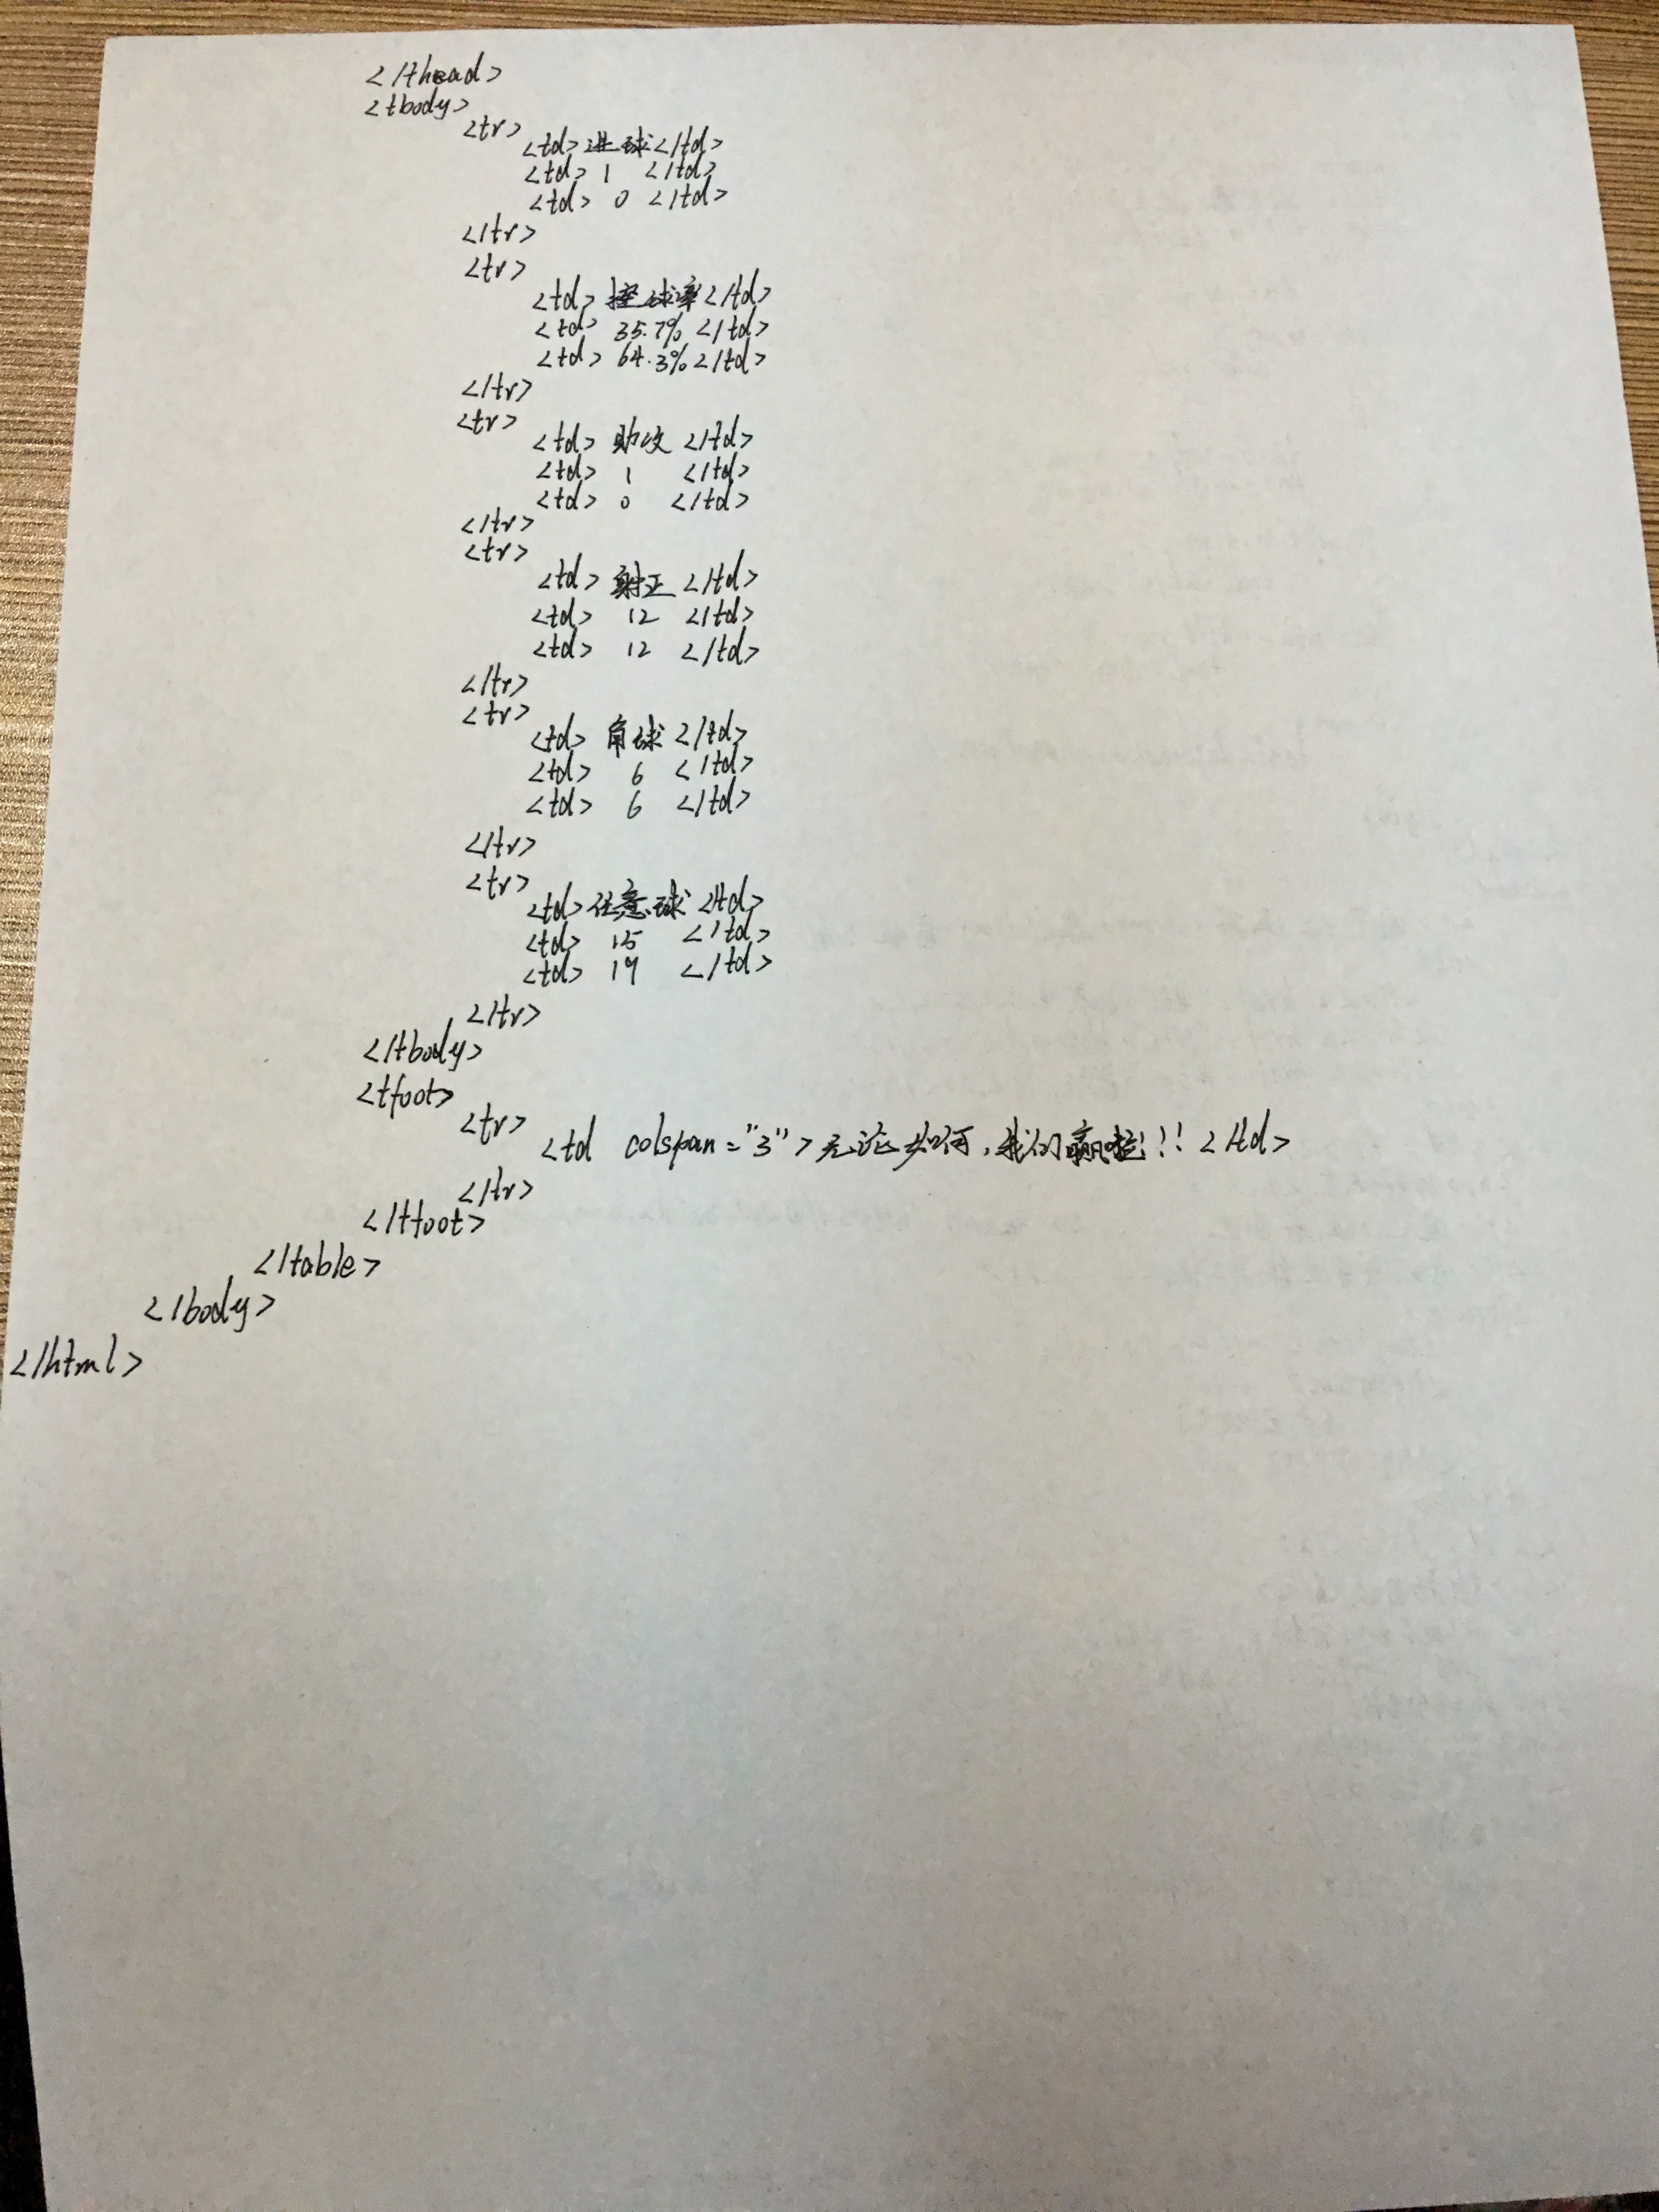 </thead>
<tbody>
<tr>
<td>进球</td>
<td> 1 </td>
<td> 0 </td>
</tr>
<tr>
<td>控球率</td>
<td> 35.7% </td>
<td> 64.3% </td>
</tr>
<tr>
<td> 助攻 </td>
<td> 1 </td>
<td> 0 </td>
</tr>
<tr>
<td> 射正 </td>
<td> 12 </td>
<td> 12 </td>
</tr>
<tr>
<td> 角球 </td>
<td> 6 </td>
<td> 6 </td>
</tr>
<tr>
<td>任意球 </td>
<td> 15 </td>
<td> 19 </td>
</tr>
</tbody>
<tfoot>
<tr>
<td colspan="3">无论如何,我们赢啦!!! </td>
</tr>
</tfoot>
</table>
</body>
</html>